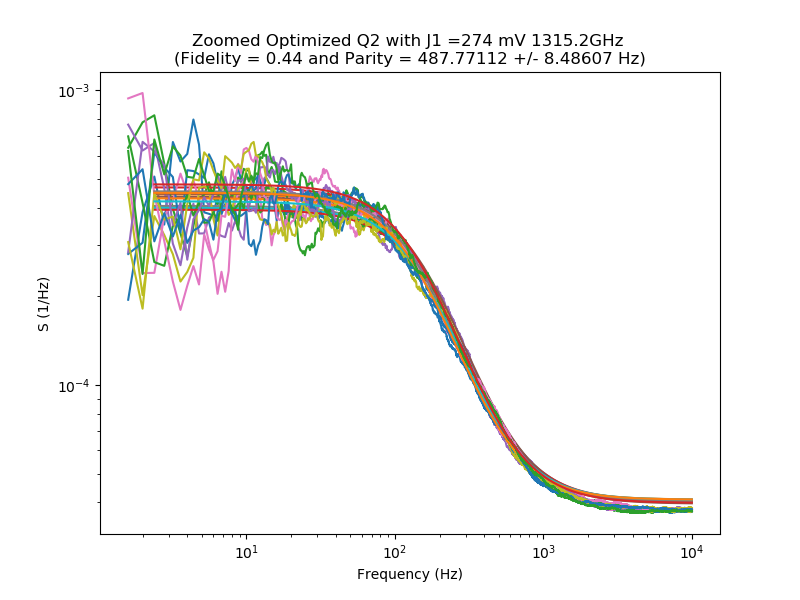 Zoomed Optimized Q2 with J1 =274 mV 1315.2GHz
(Fidelity = 0.44 and Parity = 487.77112 +/- 8.48607 Hz)
10⁻³
S (1/Hz)
10⁻⁴
10¹ 10² 10³ 10⁴
Frequency (Hz)